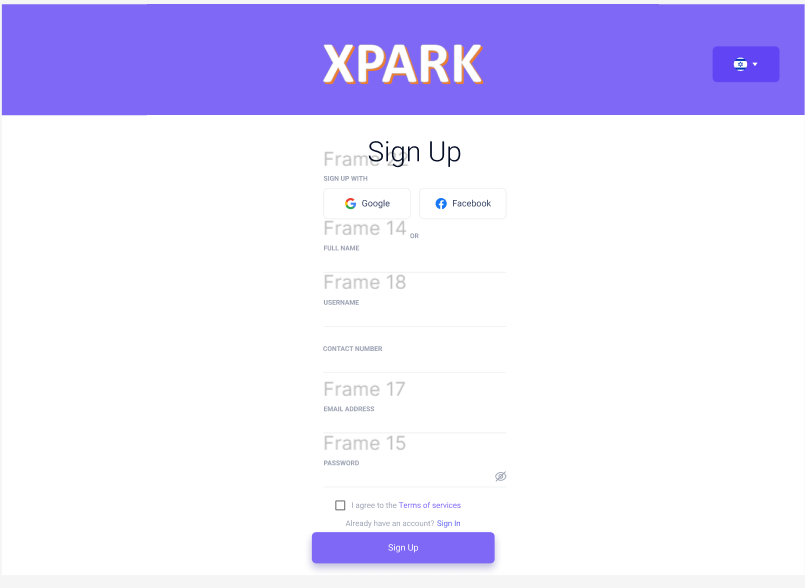 XPARK
Sign Up
Frame 22
SIGN UP WITH
Google
Facebook
Frame 14
OR
FULL NAME
Frame 18
USERNAME
CONTACT NUMBER
Frame 17
EMAIL ADDRESS
Frame 15
PASSWORD
I agree to the Terms of services
Already have an account? Sign In
Sign Up